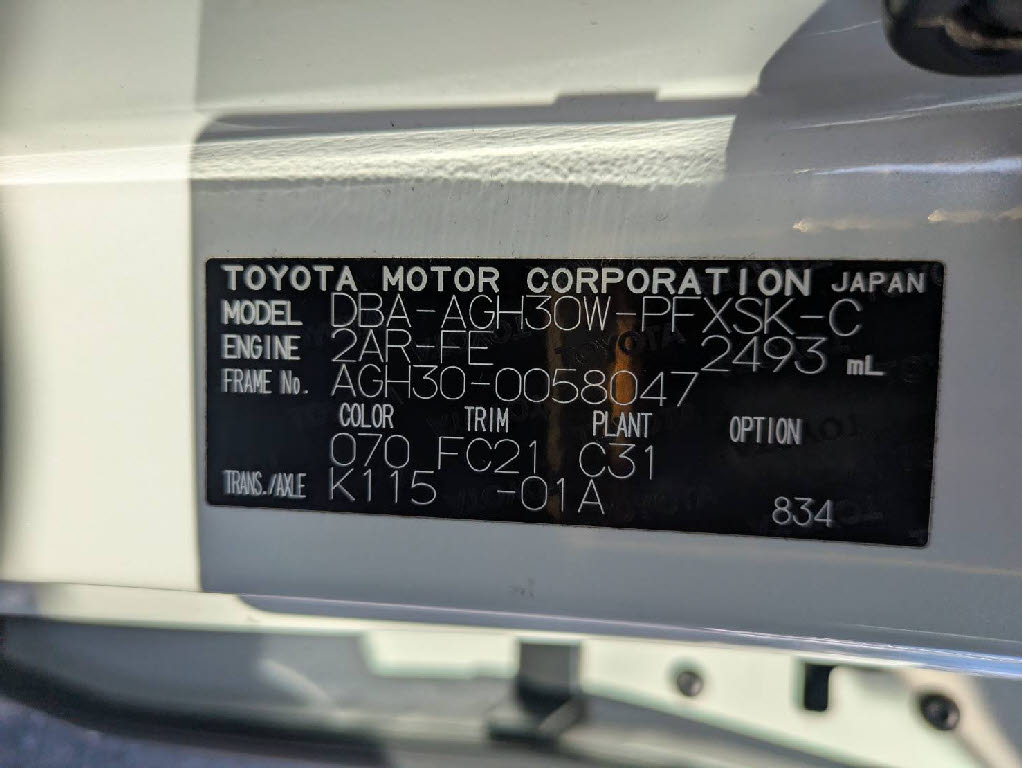 TOYOTA MOTOR CORPORATION JAPAN
MODEL DBA-AGH30W-PFXSK-C
ENGINE 2AR-FE 2493 mL
FRAME No. AGH30-0058047
COLOR TRIM PLANT OPTION
070 FC21 C31
TRANS./AXLE K115 -01A 834